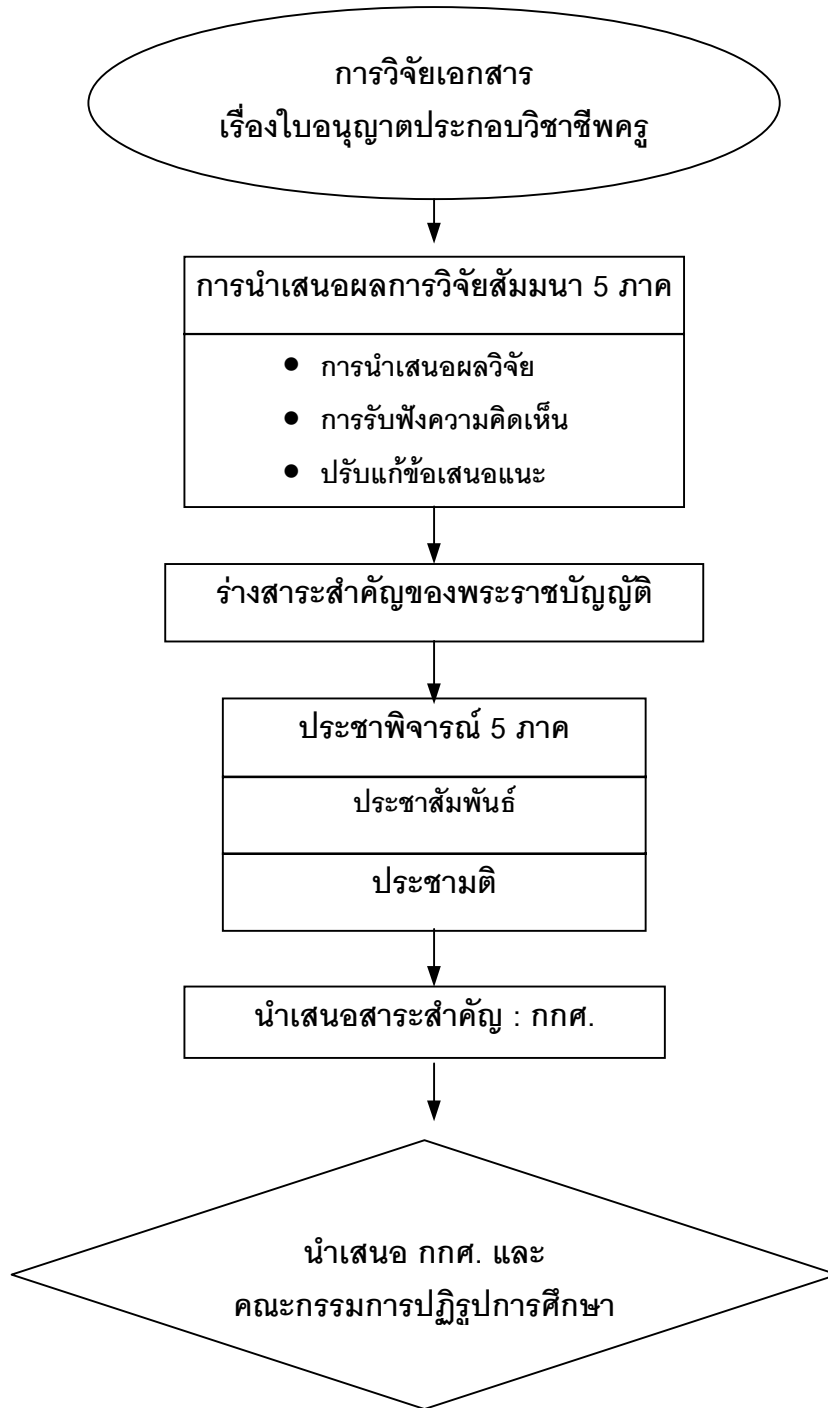 การวิจัยเอกสาร
เรื่องใบอนุญาตประกอบวิชาชีพครู
การนำเสนอผลการวิจัยสัมมนา 5 ภาค
• การนำเสนอผลวิจัย
• การรับฟังความคิดเห็น
• ปรับแก้ข้อเสนอแนะ
ร่างสาระสำคัญของพระราชบัญญัติ
ประชาพิจารณ์ 5 ภาค
ประชาสัมพันธ์
ประชามติ
นำเสนอสาระสำคัญ : กกศ.
นำเสนอ กกศ. และ
คณะกรรมการปฏิรูปการศึกษา